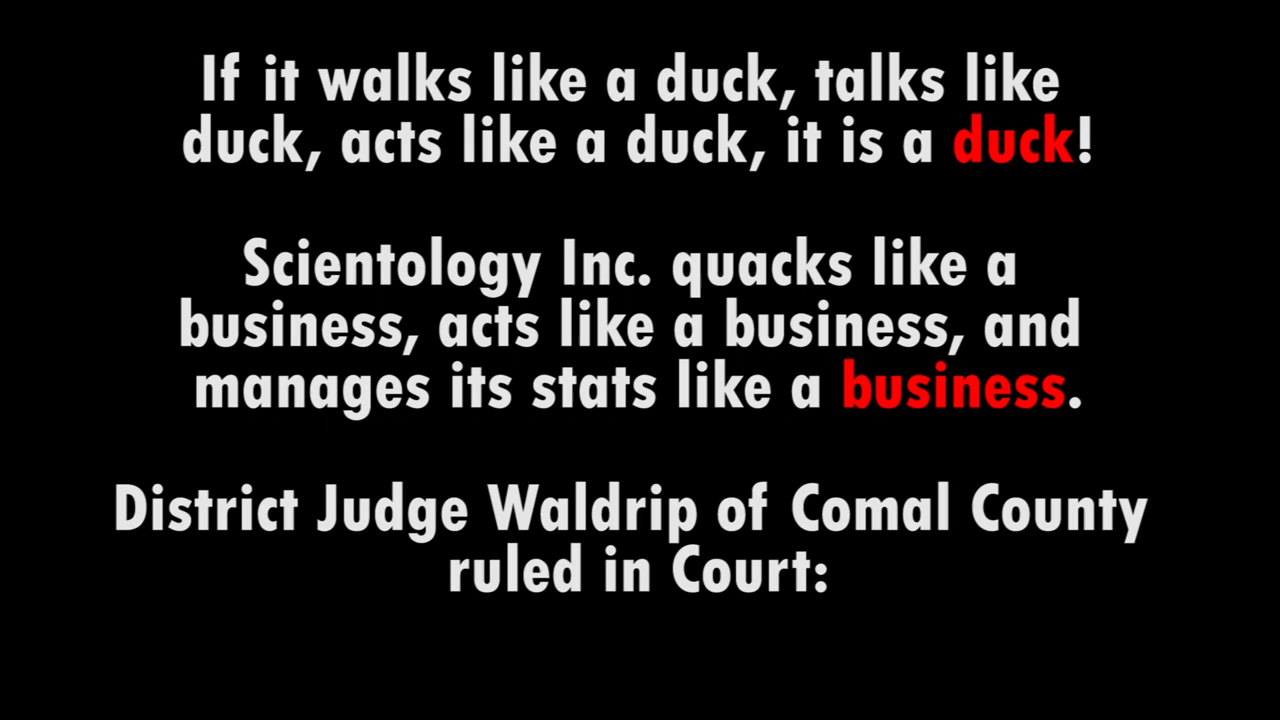 If it walks like a duck, talks like
duck, acts like a duck, it is a duck!
Scientology Inc. quacks like a
business, acts like a business, and
manages its stats like a business.
District Judge Waldrip of Comal County
ruled in Court: